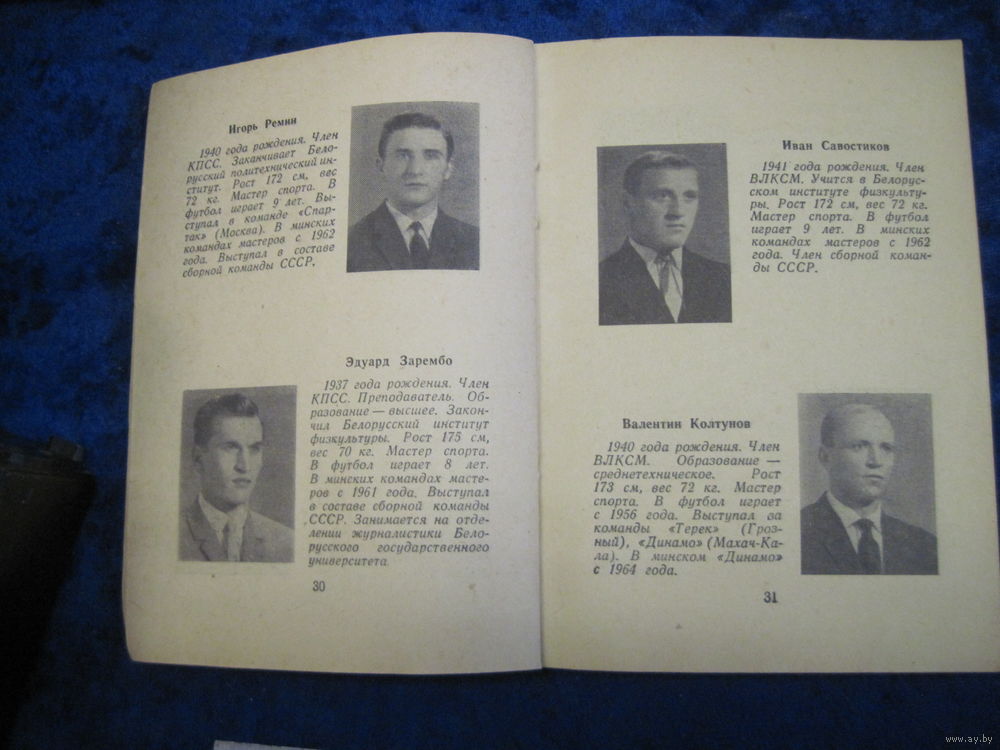 Игорь Ремин
1940 года рождения. Член
КПСС. Заканчивает Бело-
русский политехнический ин-
ститут. Рост 172 см, вес
72 кг. Мастер спорта. В
футбол играет 9 лет. Вы-
ступал в команде «Спар-
так» (Москва). В минских
командах мастеров с 1962
года. Выступал в составе
сборной команды СССР.
Эдуард Зарембо
1937 года рождения. Член
КПСС. Преподаватель. Об-
разование — высшее. Закон-
чил Белорусский институт
физкультуры. Рост 175 см,
вес 70 кг. Мастер спорта.
В футбол играет 8 лет.
В минских командах масте-
ров с 1961 года. Выступал
в составе сборной команды
СССР. Занимается на отде-
лении журналистики Бело-
русского государственного
университета.
30
Иван Савостиков
1941 года рождения. Член
ВЛКСМ. Учится в Белорус-
ском институте физкульту-
ры. Рост 172 см, вес 72 кг.
Мастер спорта. В футбол
играет 9 лет. В минских
командах мастеров с 1962
года. Член сборной коман-
ды СССР.
Валентин Колтунов
1940 года рождения. Член
ВЛКСМ. Образование —
среднетехническое. Рост
173 см, вес 72 кг. Мастер
спорта. В футбол играет
с 1956 года. Выступал за
команды «Терек» (Гроз-
ный), «Динамо» (Махач-Ка-
ла). В минском «Динамо»
с 1964 года.
31
www.ay.by